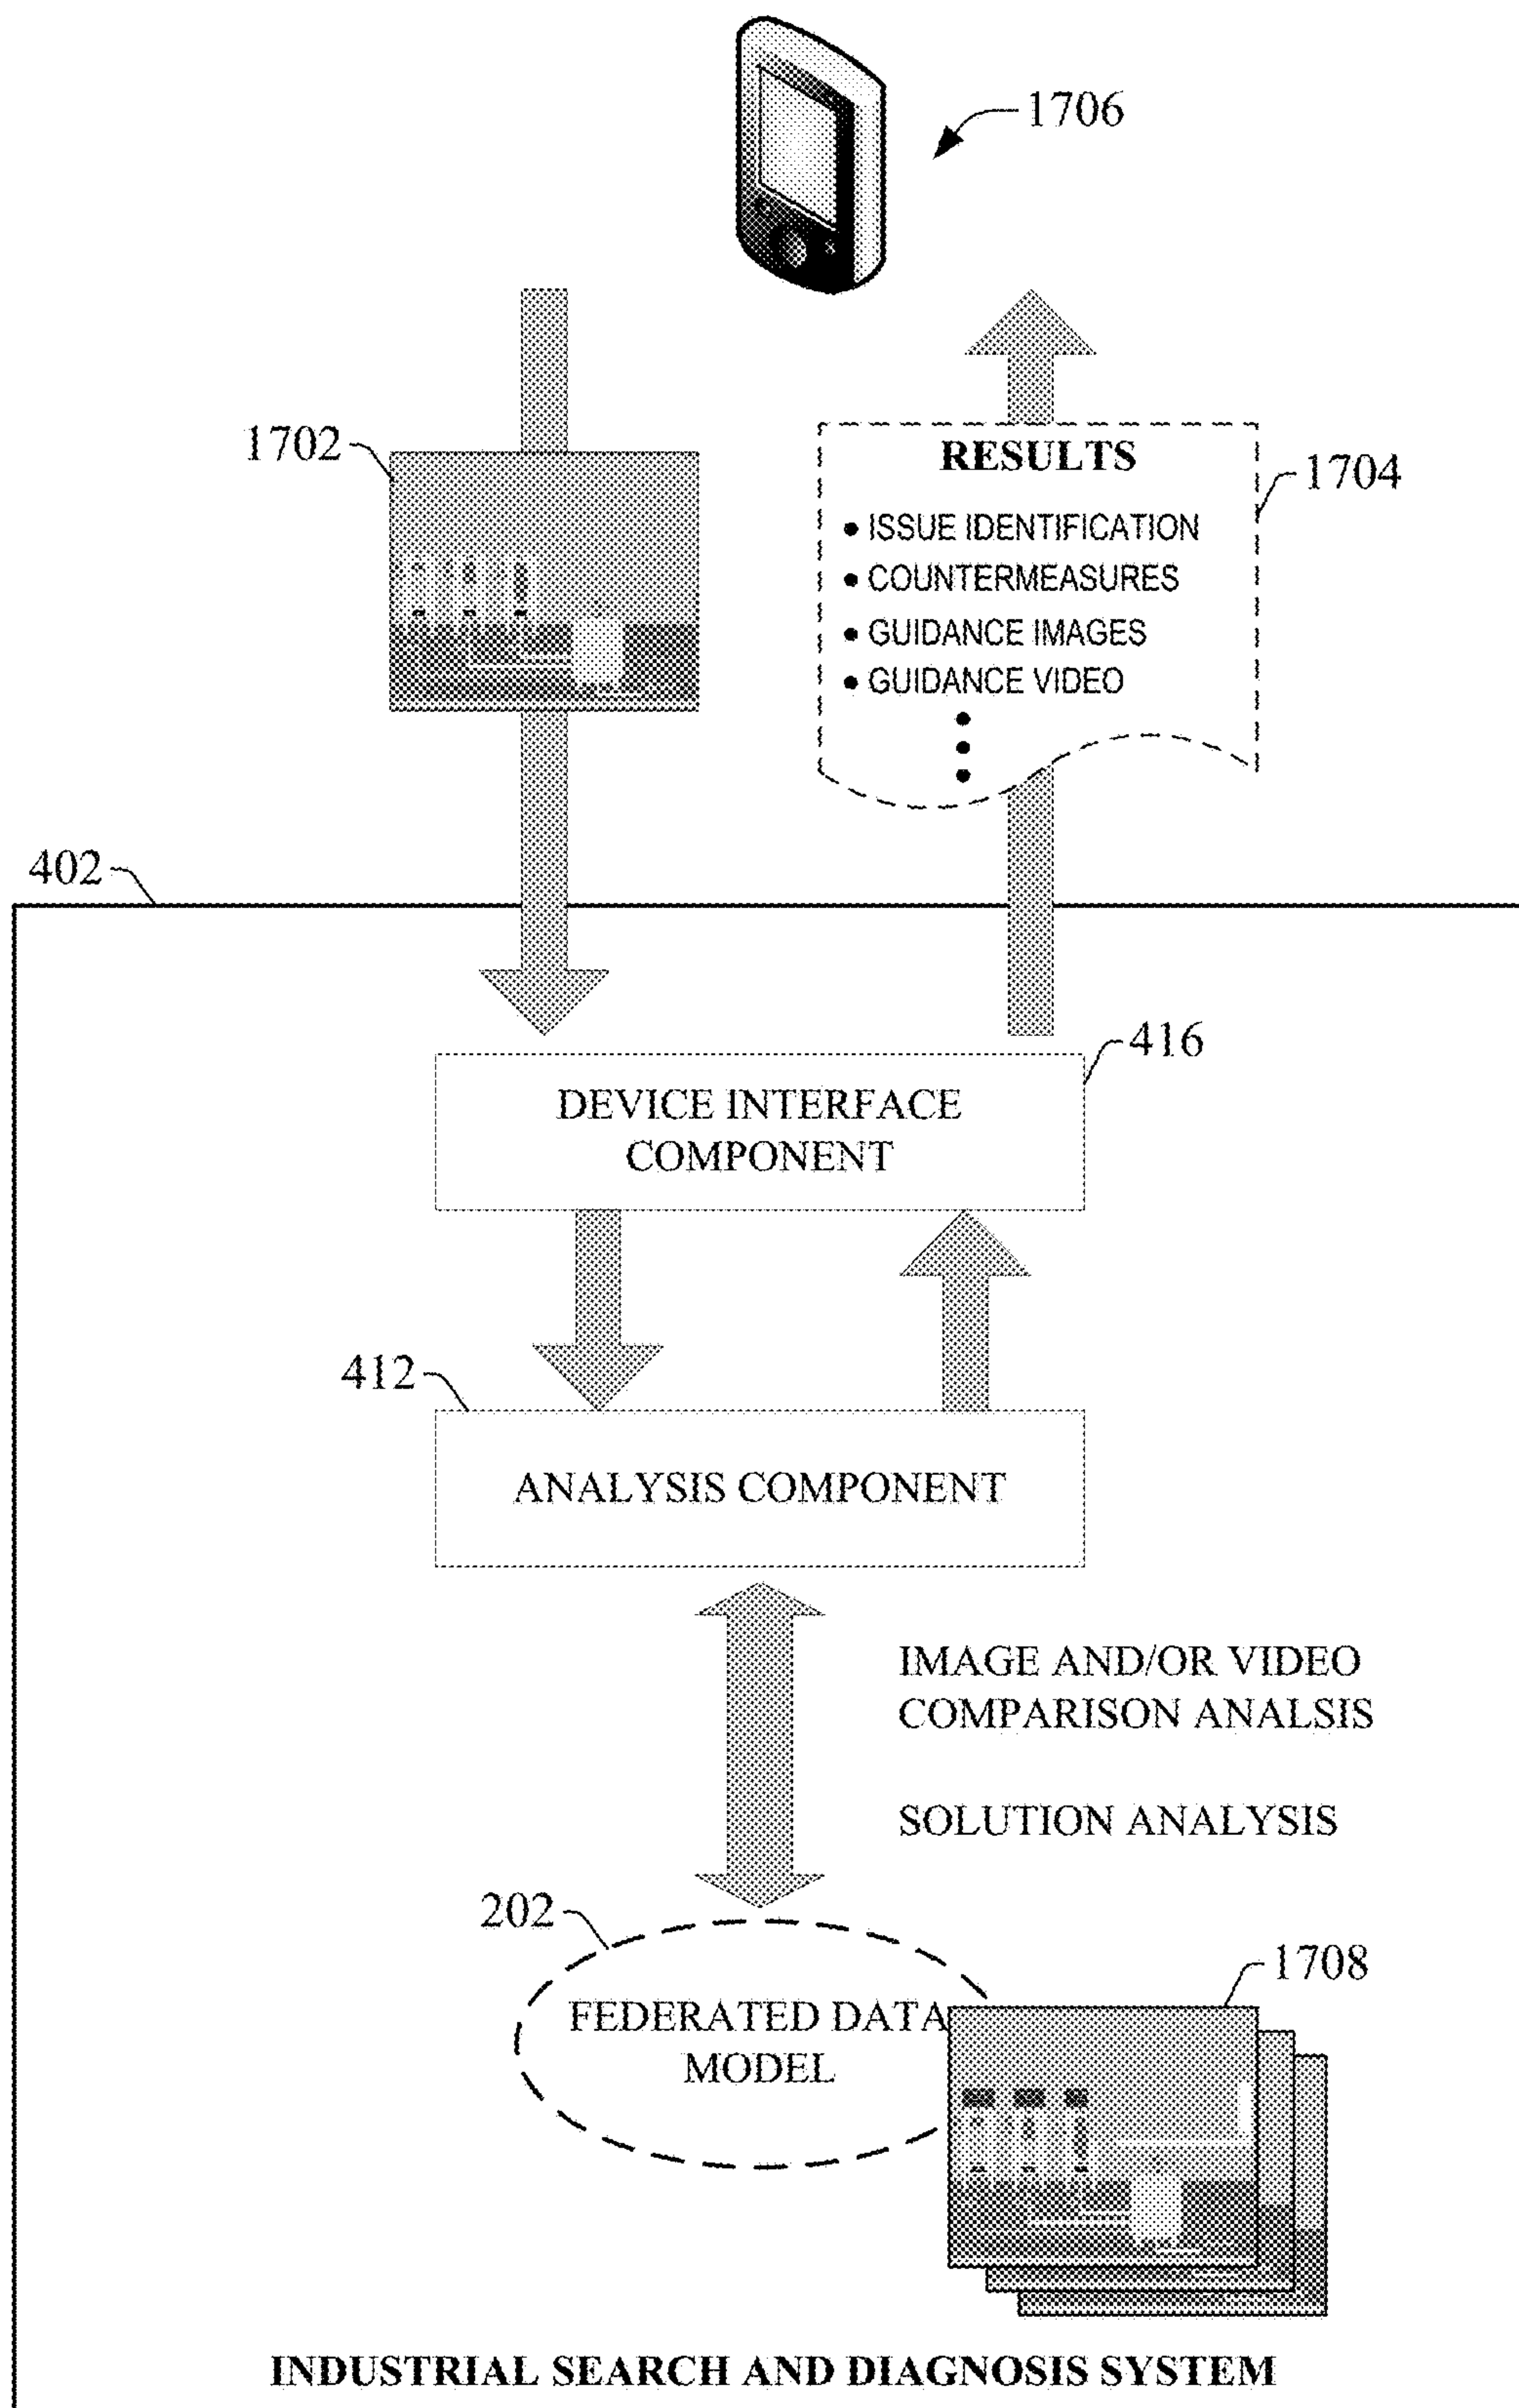 1706
1702
RESULTS
1704
• ISSUE IDENTIFICATION
• COUNTERMEASURES
• GUIDANCE IMAGES
• GUIDANCE VIDEO
402
416
DEVICE INTERFACE
COMPONENT
412
ANALYSIS COMPONENT
IMAGE AND/OR VIDEO
COMPARISON ANALSIS
SOLUTION ANALYSIS
202
1708
FEDERATED DATA
MODEL
INDUSTRIAL SEARCH AND DIAGNOSIS SYSTEM